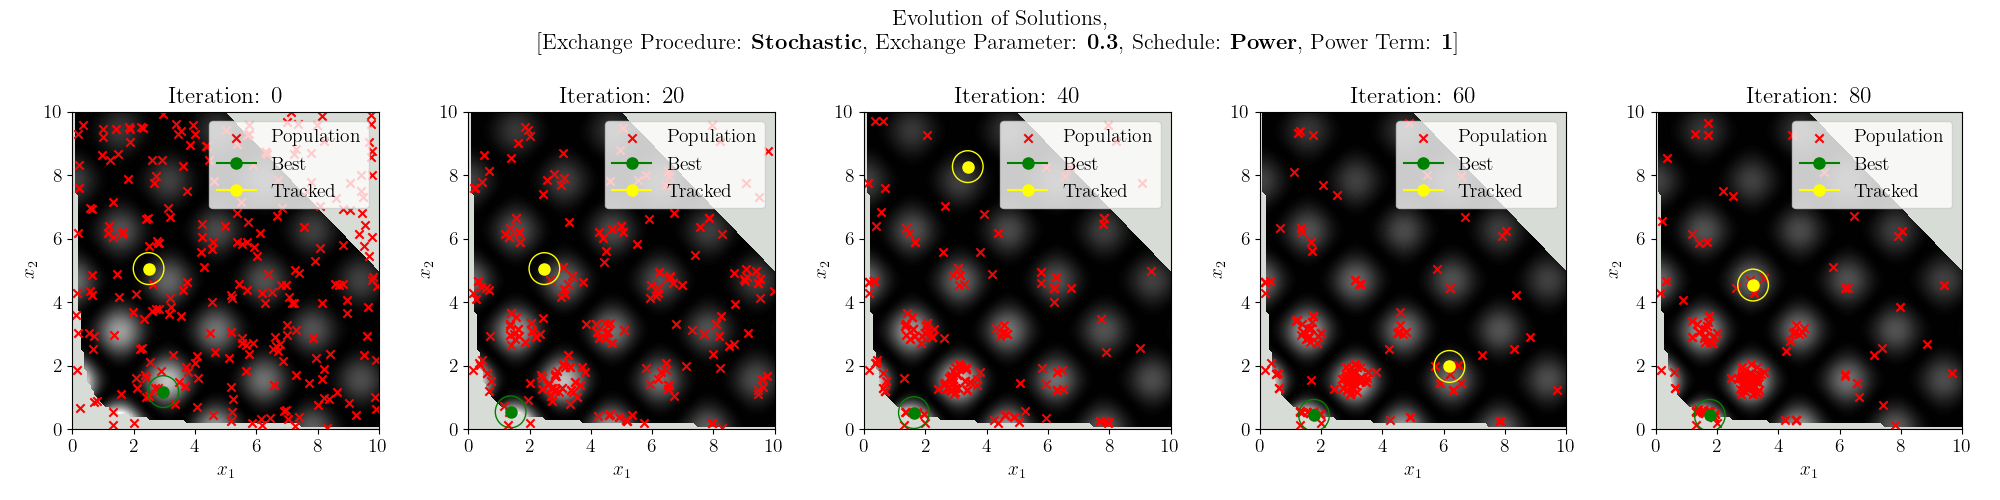 Evolution of Solutions,
[Exchange Procedure: Stochastic, Exchange Parameter: 0.3, Schedule: Power, Power Term: 1]
Iteration: 0
10
8
6
4
2
0
x2
0 2 4 6 8 10
x1
Population
Best
Tracked
Iteration: 20
10
8
6
4
2
0
x2
0 2 4 6 8 10
x1
Population
Best
Tracked
Iteration: 40
10
8
6
4
2
0
x2
0 2 4 6 8 10
x1
Population
Best
Tracked
Iteration: 60
10
8
6
4
2
0
x2
0 2 4 6 8 10
x1
Population
Best
Tracked
Iteration: 80
10
8
6
4
2
0
x2
0 2 4 6 8 10
x1
Population
Best
Tracked